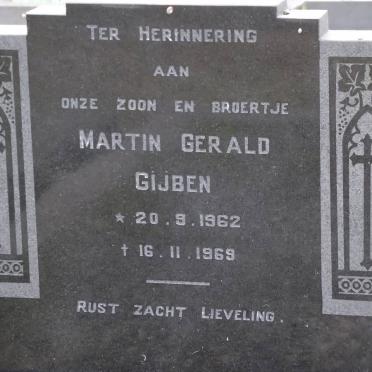 Ter Herinnering
aan
onze zoon en broertje
Martin Gerald
Gijben
* 20.9.1962
† 16.11.1969
Rust zacht Lieveling.